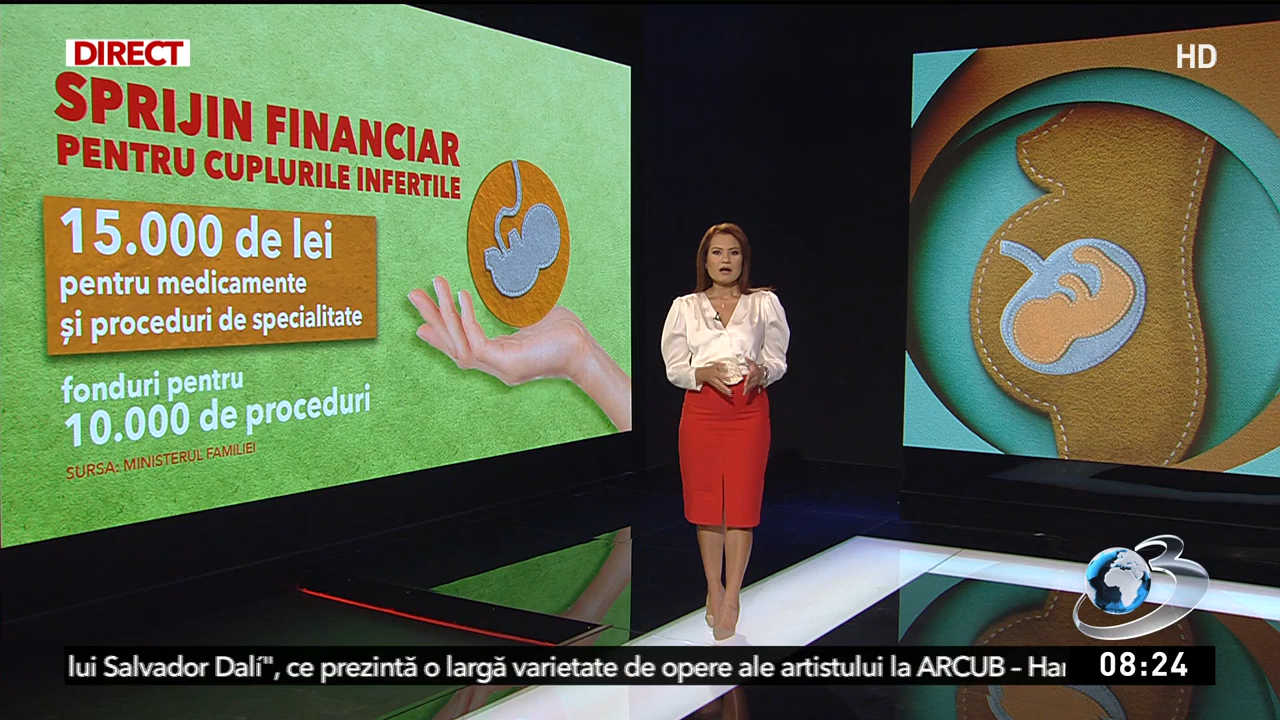 DIRECT
HD
SPRIJIN FINANCIAR
PENTRU CUPLURILE INFERTILE
15.000 de lei
pentru medicamente
și proceduri de specialitate
fonduri pentru
10.000 de proceduri
SURSA: MINISTERUL FAMILIEI
3
lui Salvador Dalí", ce prezintă o largă varietate de opere ale artistului la ARCUB – Har
08:24